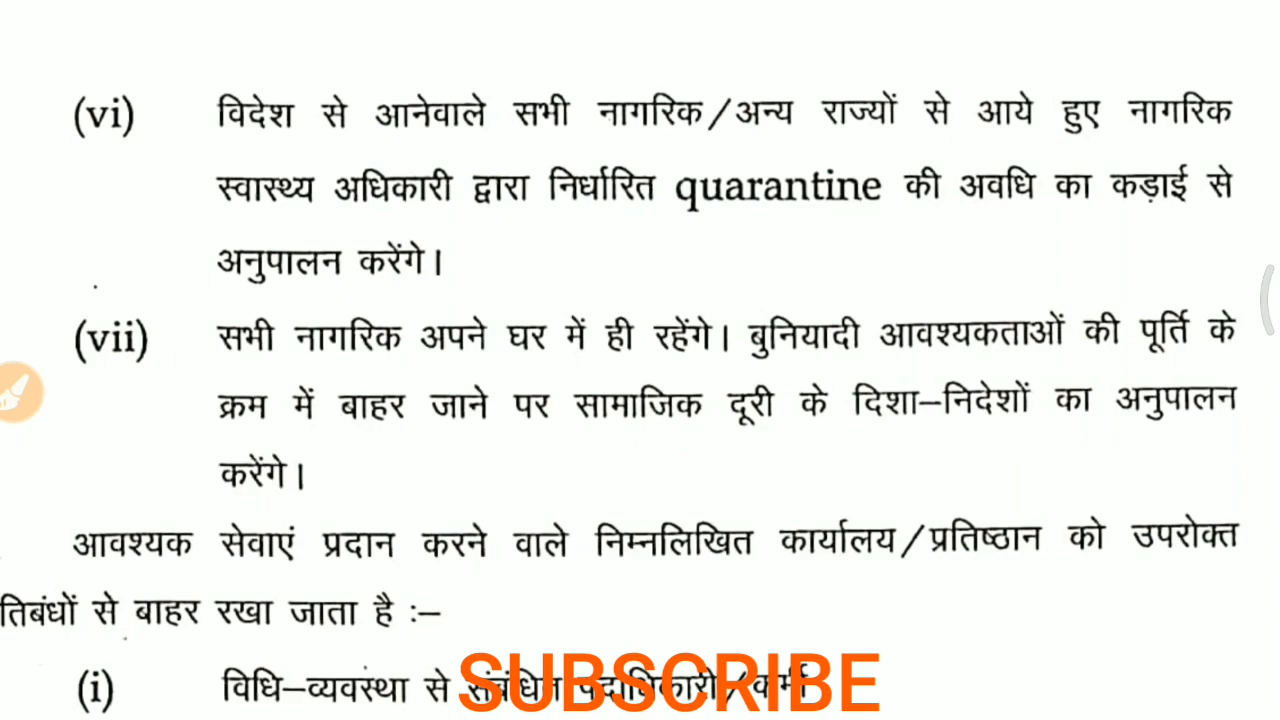 (vi) विदेश से आनेवाले सभी नागरिक/अन्य राज्यों से आये हुए नागरिक
स्वास्थ्य अधिकारी द्वारा निर्धारित quarantine की अवधि का कड़ाई से
अनुपालन करेंगे।
(vii) सभी नागरिक अपने घर में ही रहेंगे। बुनियादी आवश्यकताओं की पूर्ति के
क्रम में बाहर जाने पर सामाजिक दूरी के दिशा–निदेशों का अनुपालन
करेंगे।
आवश्यक सेवाएं प्रदान करने वाले निम्नलिखित कार्यालय/प्रतिष्ठान को उपरोक्त
तिबंधों से बाहर रखा जाता है :–
(i) विधि–व्यवस्था से संबंधित पदाधिकारी/कर्मी
SUBSCRIBE